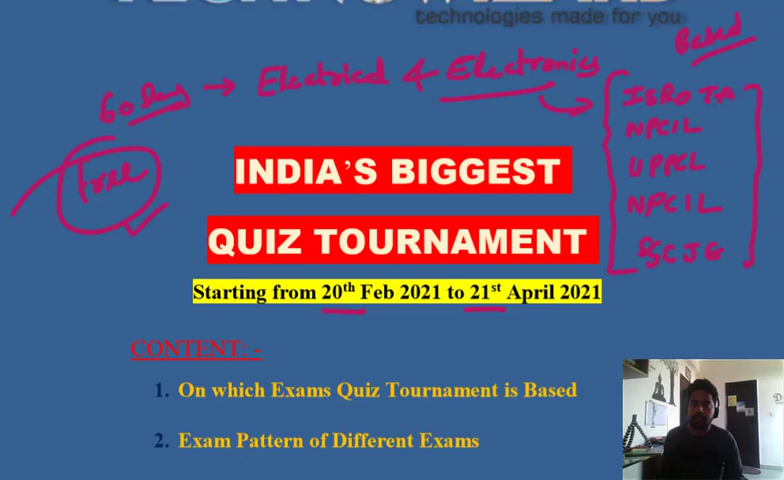 technologies made for you
Based
60 days → Electrical & Electronics
ISRO TA
NPCIL
UPPCL
NPCIL
SSC JE
Free
INDIA'S BIGGEST
QUIZ TOURNAMENT
Starting from 20th Feb 2021 to 21st April 2021
CONTENT: -
1. On which Exams Quiz Tournament is Based
2. Exam Pattern of Different Exams